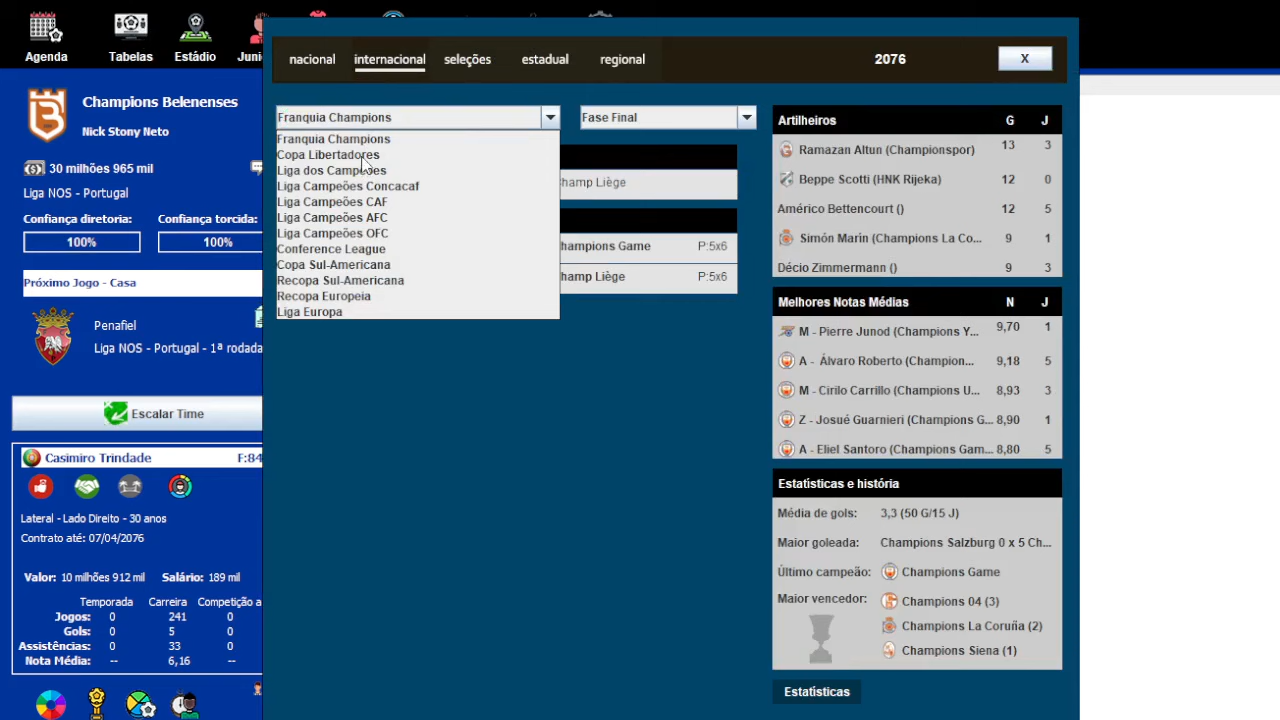 Agenda
Tabelas
Estádio
Juni
nacional
internacional
seleções
estadual
regional
2076
X
Champions Belenenses
Nick Stony Neto
30 milhões 965 mil
Liga NOS - Portugal
Confiança diretoria:
Confiança torcida:
100%
100%
Próximo Jogo - Casa
Penafiel
Liga NOS - Portugal - 1ª rodada
Escalar Time
Casimiro Trindade
F:84
Lateral - Lado Direito - 30 anos
Contrato até: 07/04/2076
Valor: 10 milhões 912 mil
Salário: 189 mil
Temporada Carreira Competição a
Jogos: 0 241 0
Gols: 0 5 0
Assistências: 0 33 0
Nota Média: -- 6,16 --
Franquia Champions
Fase Final
Franquia Champions
Copa Libertadores
Liga dos Campeões
Liga Campeões Concacaf
Liga Campeões CAF
Liga Campeões AFC
Liga Campeões OFC
Conference League
Copa Sul-Americana
Recopa Sul-Americana
Recopa Europeia
Liga Europa
Champ Liège
hampions Game P:5x6
hamp Liège P:5x6
Artilheiros G J
Ramazan Altun (Championspor) 13 3
Beppe Scotti (HNK Rijeka) 12 0
Américo Bettencourt () 12 5
Simón Marín (Champions La Co... 9 1
Décio Zimmermann () 9 3
Melhores Notas Médias N J
M - Pierre Junod (Champions Y... 9,70 1
A - Álvaro Roberto (Champion... 9,18 5
M - Cirilo Carrillo (Champions U... 8,93 3
Z - Josué Guarnieri (Champions G... 8,90 1
A - Eliel Santoro (Champions Gam... 8,80 5
Estatísticas e história
Média de gols: 3,3 (50 G/15 J)
Maior goleada: Champions Salzburg 0 x 5 Ch...
Último campeão: Champions Game
Maior vencedor: Champions 04 (3)
Champions La Coruña (2)
Champions Siena (1)
Estatísticas